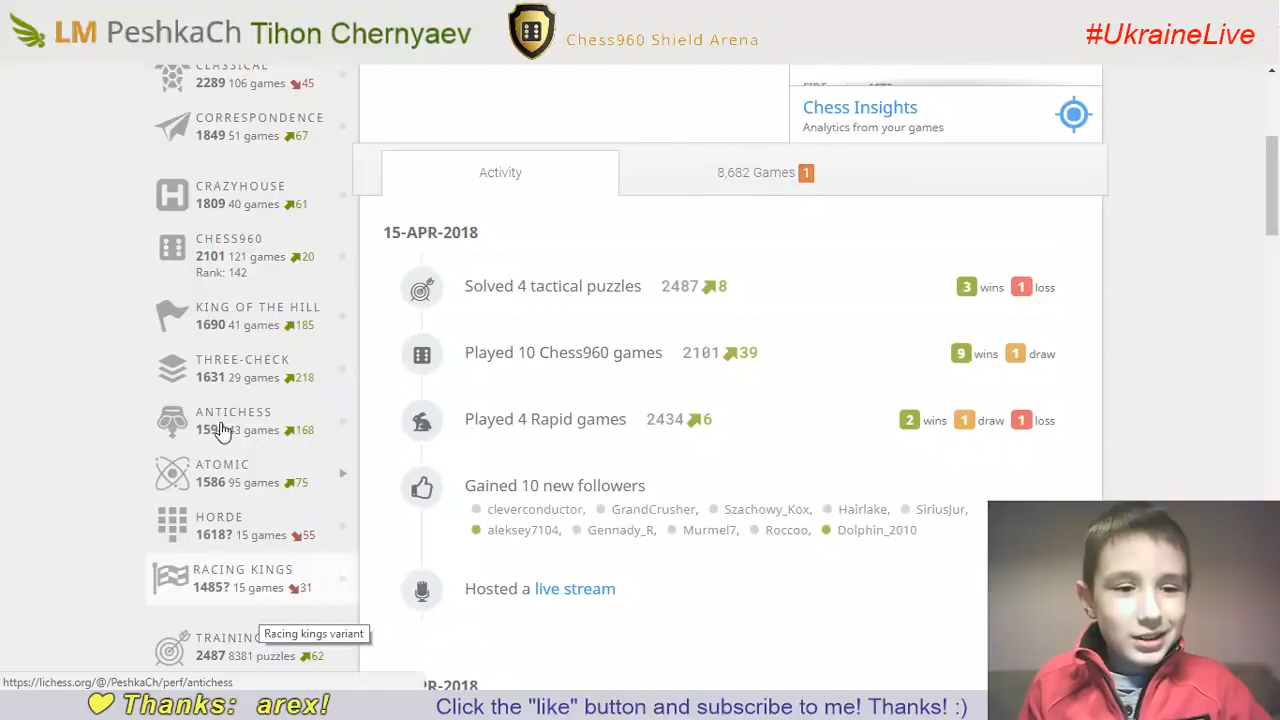 LM PeshkaCh Tihon Chernyaev
Chess960 Shield Arena
#UkraineLive
CLASSICAL
2289 106 games 45
CORRESPONDENCE
1849 51 games 67
CRAZYHOUSE
1809 40 games 61
CHESS960
2101 121 games 20
Rank: 142
KING OF THE HILL
1690 41 games 185
THREE-CHECK
1631 29 games 218
ANTICHESS
43 games 168
ATOMIC
1586 95 games 75
HORDE
1618? 15 games 55
RACING KINGS
1485? 15 games 31
Racing kings variant
TRAINING
2487 8381 puzzles 62
https://lichess.org/@/PeshkaCh/perf/antichess
Chess Insights
Analytics from your games
Activity
8,682 Games 1
15-APR-2018
Solved 4 tactical puzzles 2487 8 3 wins 1 loss
Played 10 Chess960 games 2101 39 9 wins 1 draw
Played 4 Rapid games 2434 6 2 wins 1 draw 1 loss
Gained 10 new followers
cleverconductor, GrandCrusher, Szachowy_Kox, Hairlake, SiriusJur,
aleksey7104, Gennady_R, Murmel7, Roccoo, Dolphin_2010
Hosted a live stream
PR-2018
Thanks: arex!
Click the "like" button and subscribe to me! Thanks! :)